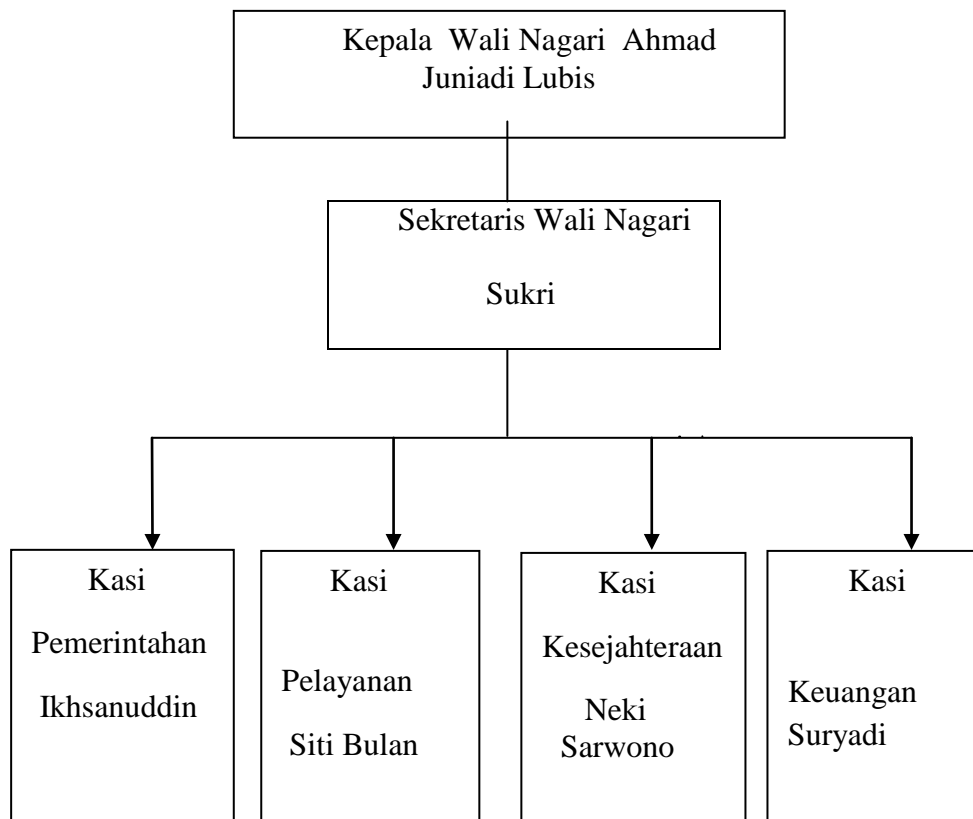 Kepala Wali Nagari Ahmad
Juniadi Lubis
Sekretaris Wali Nagari
Sukri
Kasi
Pemerintahan
Ikhsanuddin
Kasi
Pelayanan
Siti Bulan
Kasi
Kesejahteraan
Neki
Sarwono
Kasi
Keuangan
Suryadi